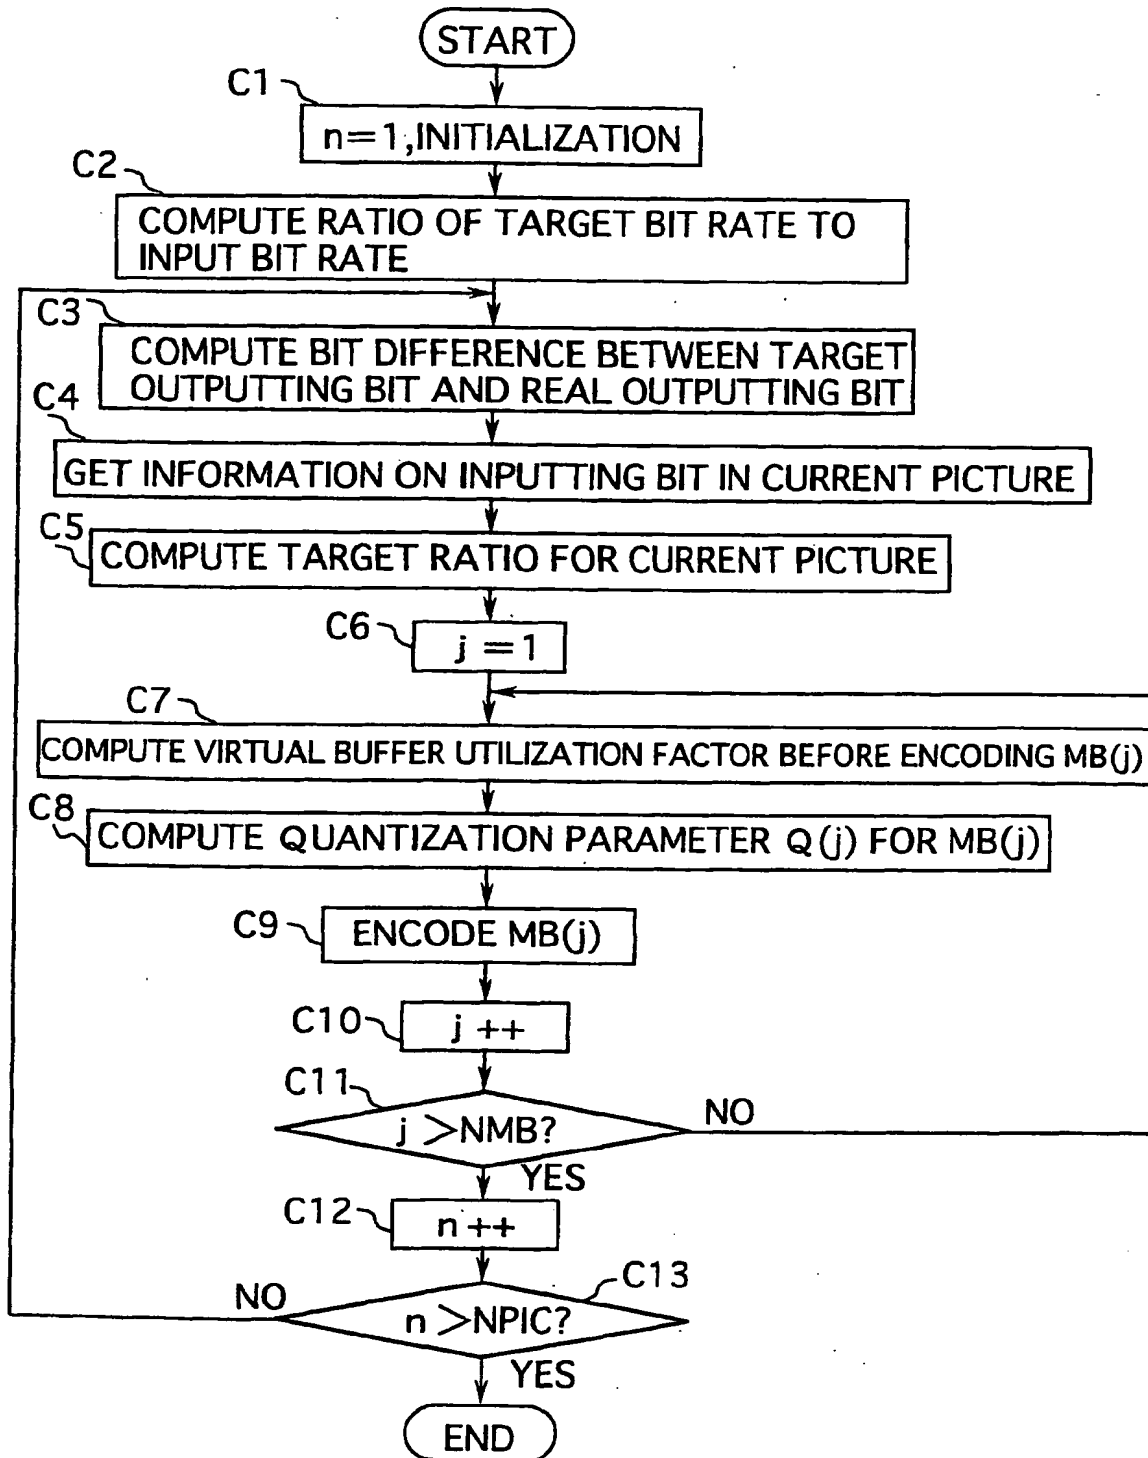 START
C1
n=1,INITIALIZATION
C2
COMPUTE RATIO OF TARGET BIT RATE TO
INPUT BIT RATE
C3
COMPUTE BIT DIFFERENCE BETWEEN TARGET
OUTPUTTING BIT AND REAL OUTPUTTING BIT
C4
GET INFORMATION ON INPUTTING BIT IN CURRENT PICTURE
C5
COMPUTE TARGET RATIO FOR CURRENT PICTURE
C6
j=1
C7
COMPUTE VIRTUAL BUFFER UTILIZATION FACTOR BEFORE ENCODING MB(j)
C8
COMPUTE QUANTIZATION PARAMETER Q(j) FOR MB(j)
C9
ENCODE MB(j)
C10
j++
C11
j>NMB?
NO
YES
C12
n++
C13
NO
n>NPIC?
YES
END